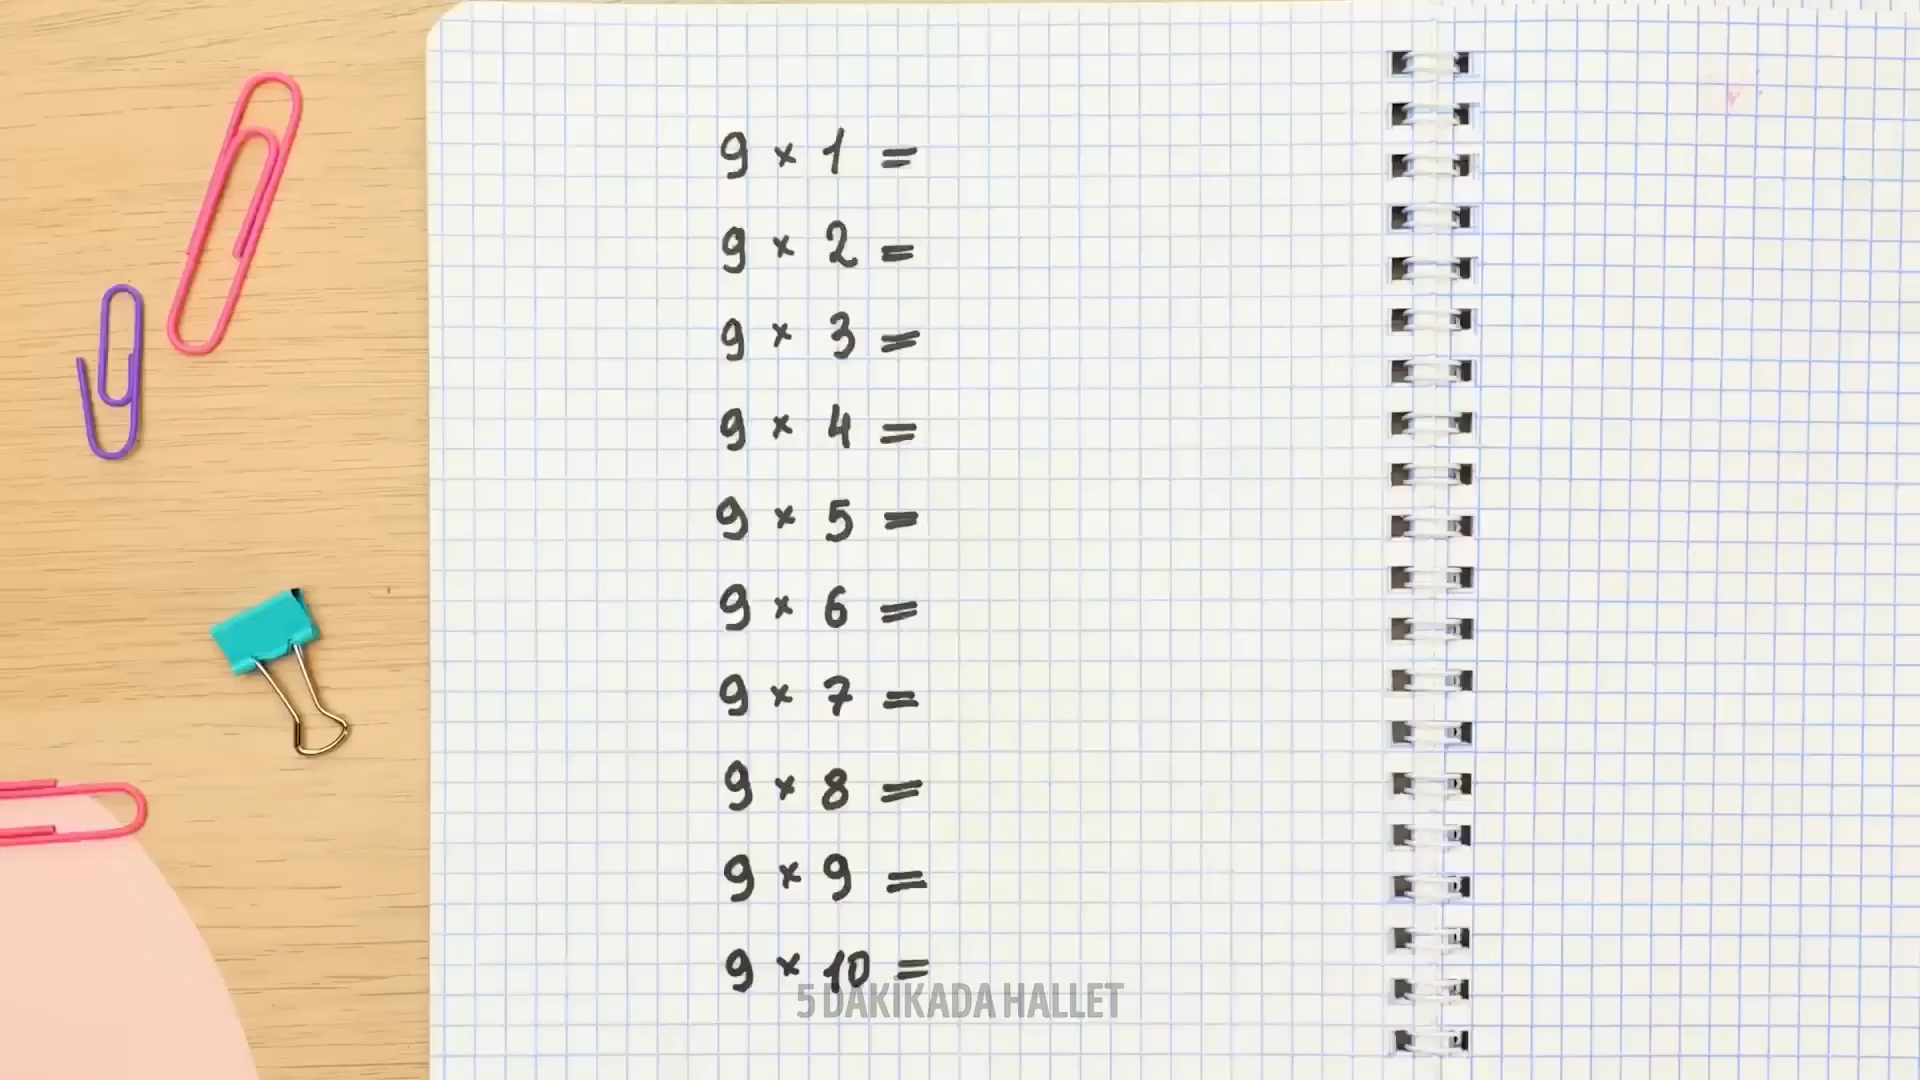 9 × 1 =
9 × 2 =
9 × 3 =
9 × 4 =
9 × 5 =
9 × 6 =
9 × 7 =
9 × 8 =
9 × 9 =
9 × 10 =
5 DAKİKADA HALLET